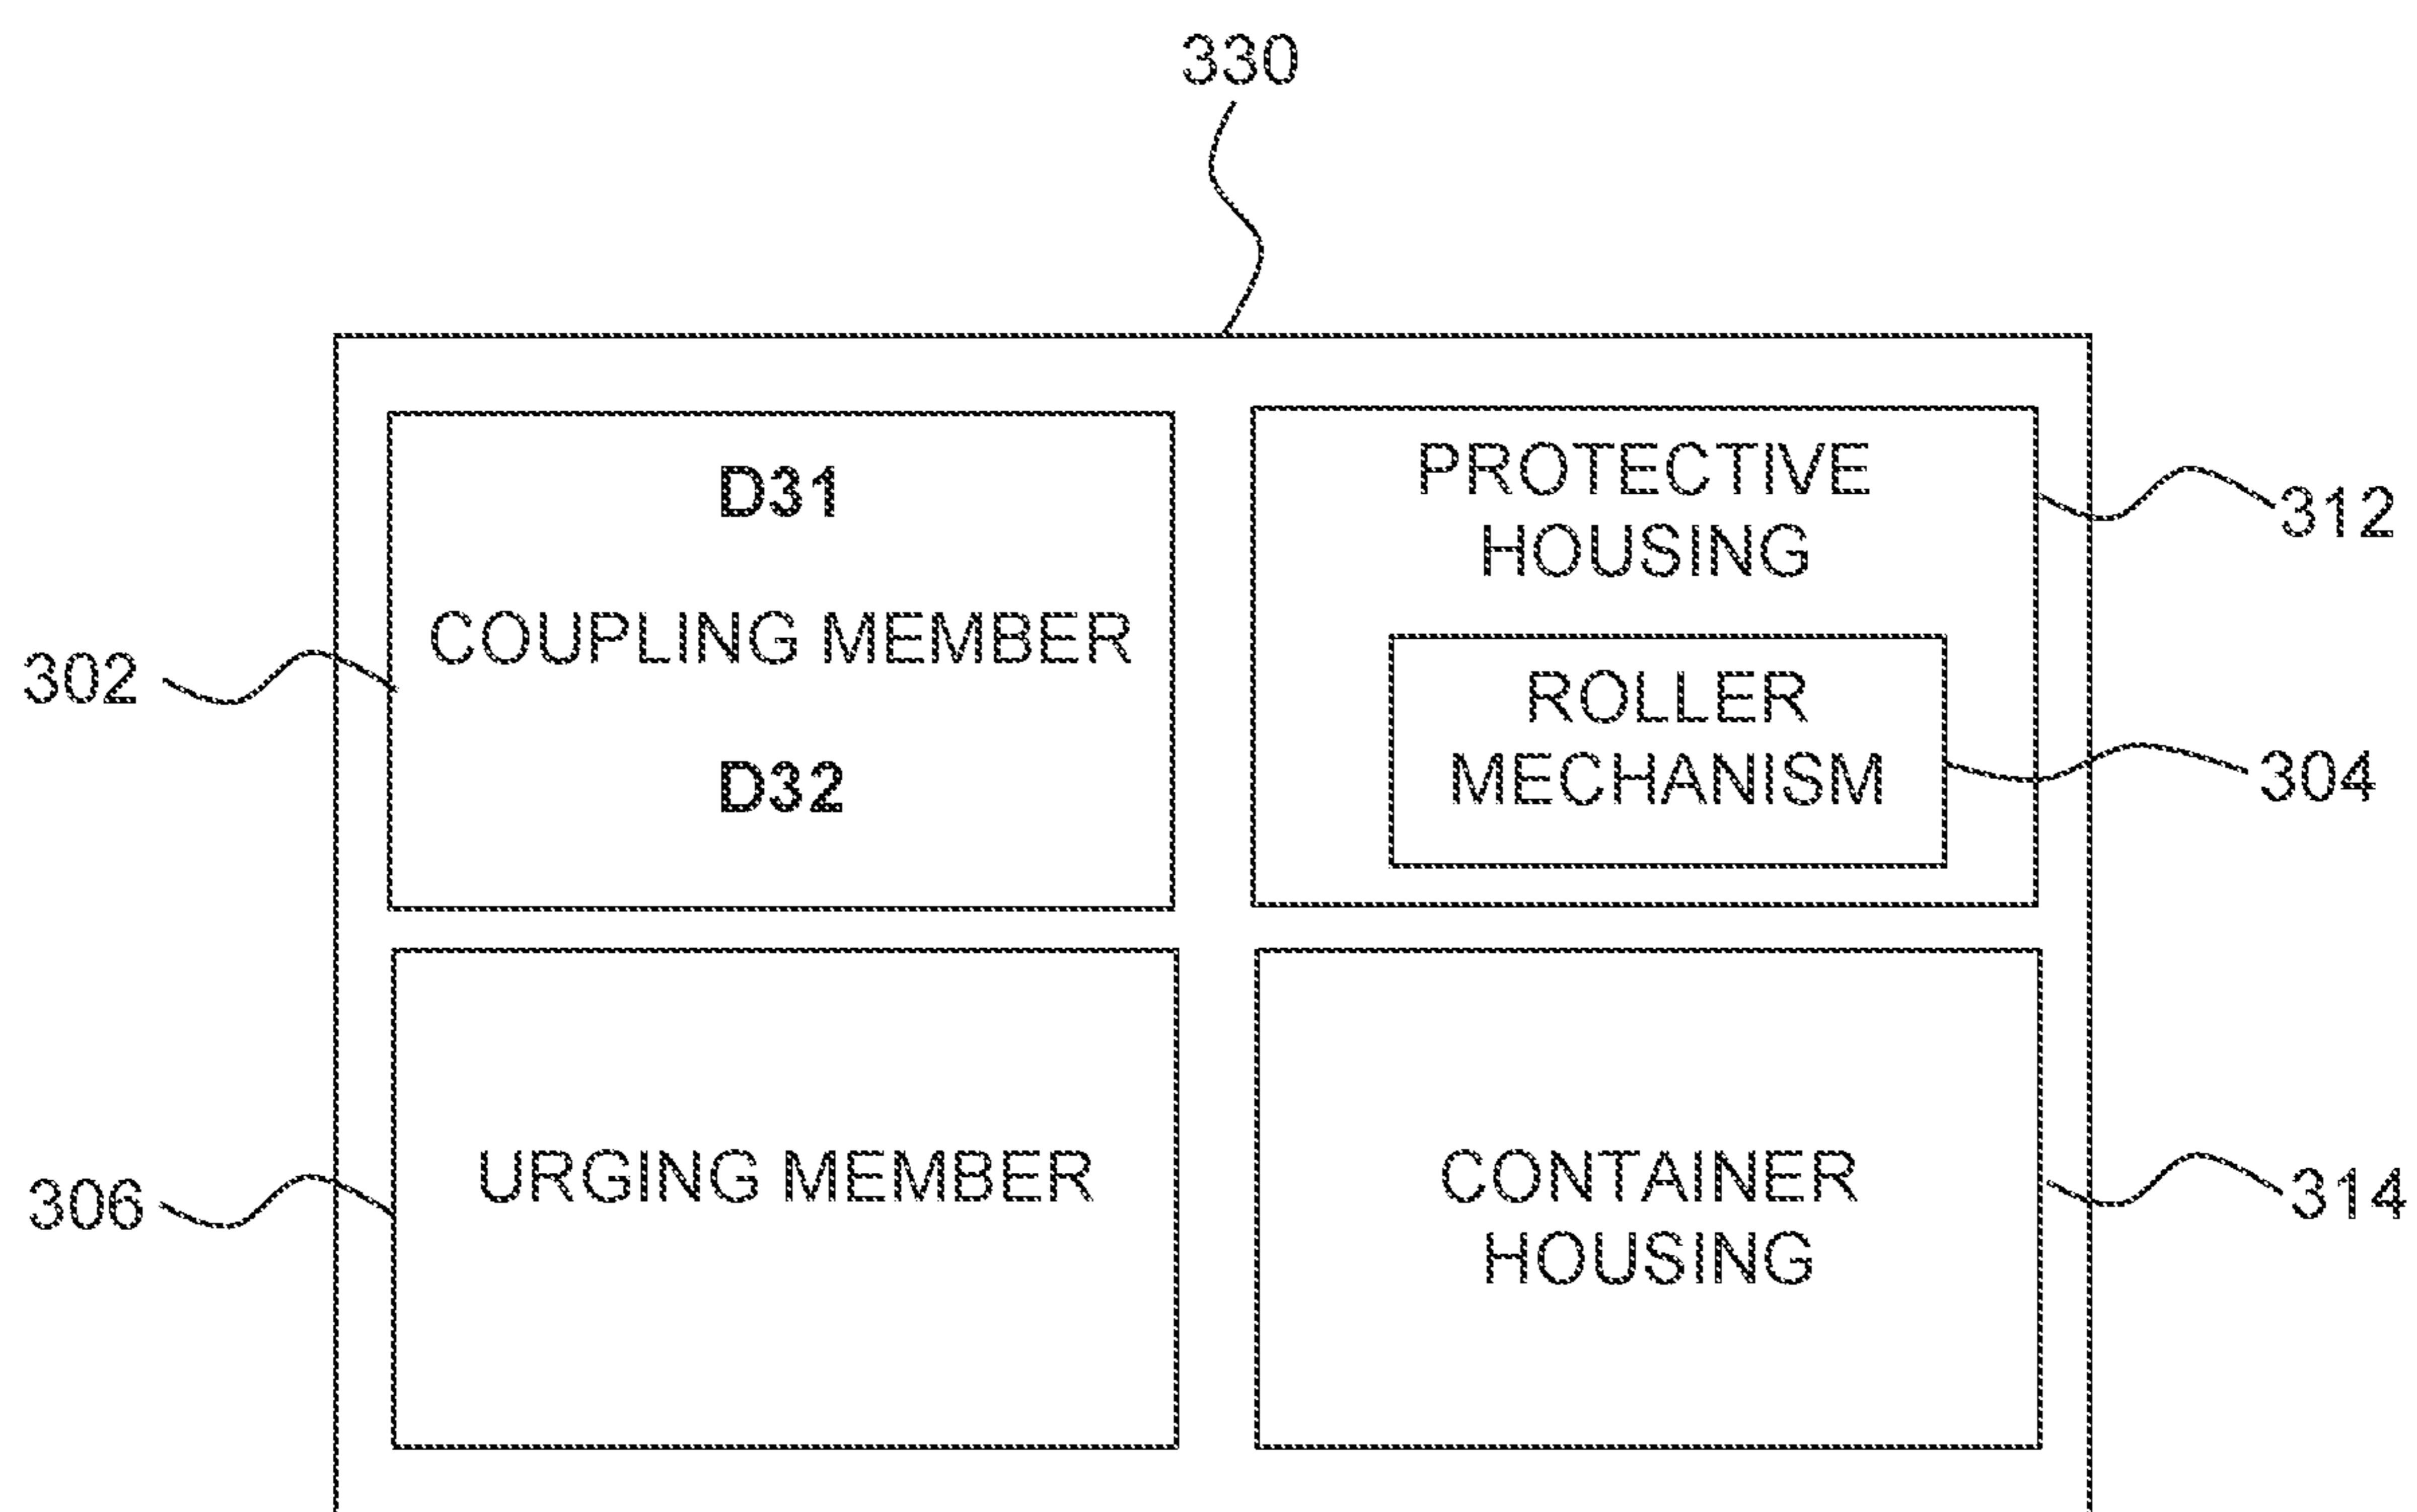 330
D31
COUPLING MEMBER
D32
302
PROTECTIVE
HOUSING
312
ROLLER
MECHANISM
304
URGING MEMBER
306
CONTAINER
HOUSING
314